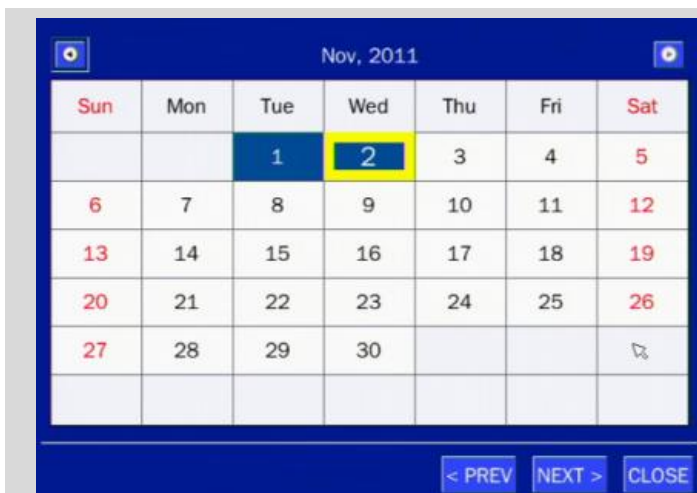 Nov, 2011
Sun Mon Tue Wed Thu Fri Sat
1 2 3 4 5
6 7 8 9 10 11 12
13 14 15 16 17 18 19
20 21 22 23 24 25 26
27 28 29 30
< PREV NEXT > CLOSE